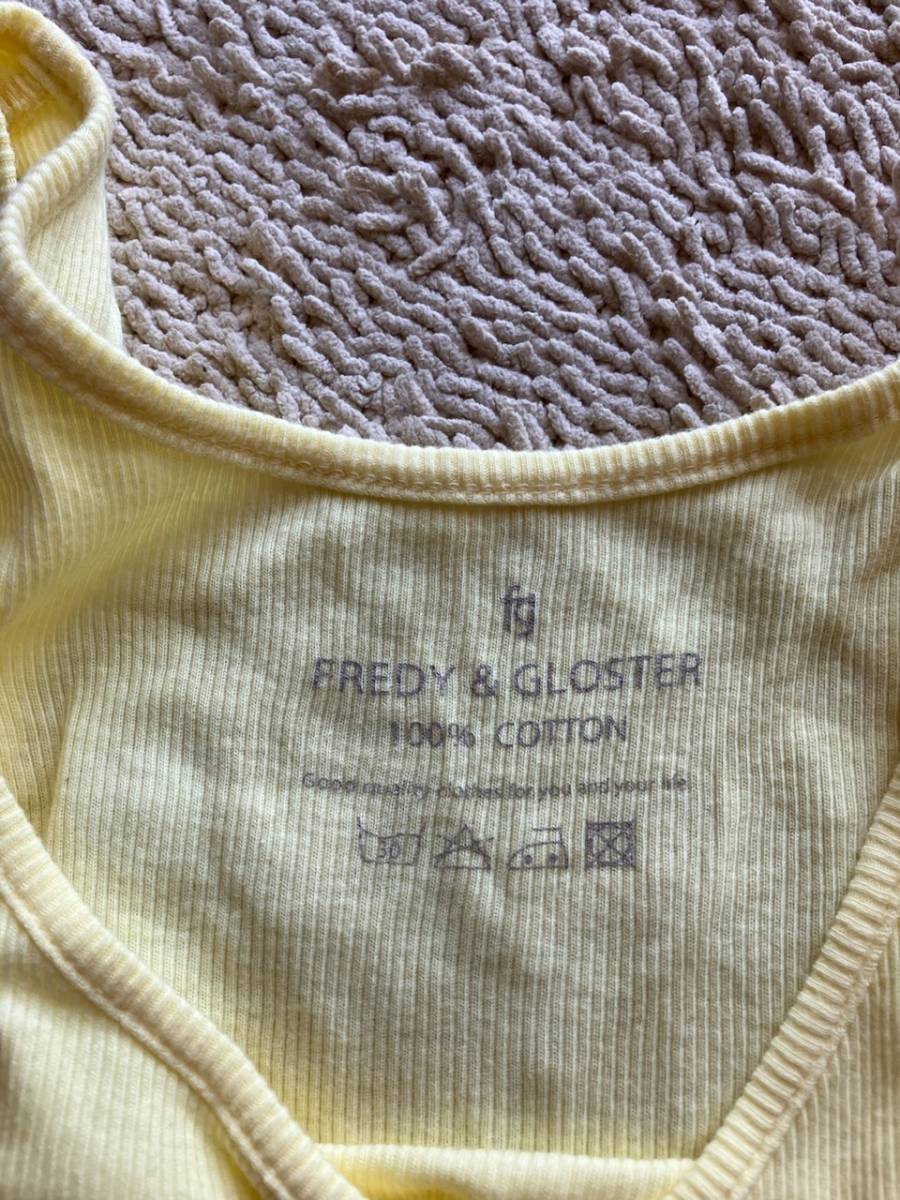 fg
FREDY & GLOSTER
100% COTTON
Good quality clothes for you and your life
30